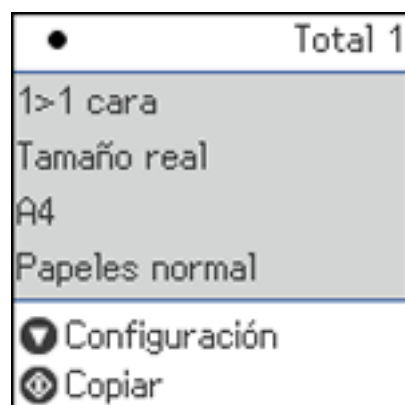 Total 1
1>1 cara
Tamaño real
A4
Papeles normal
Configuración
Copiar